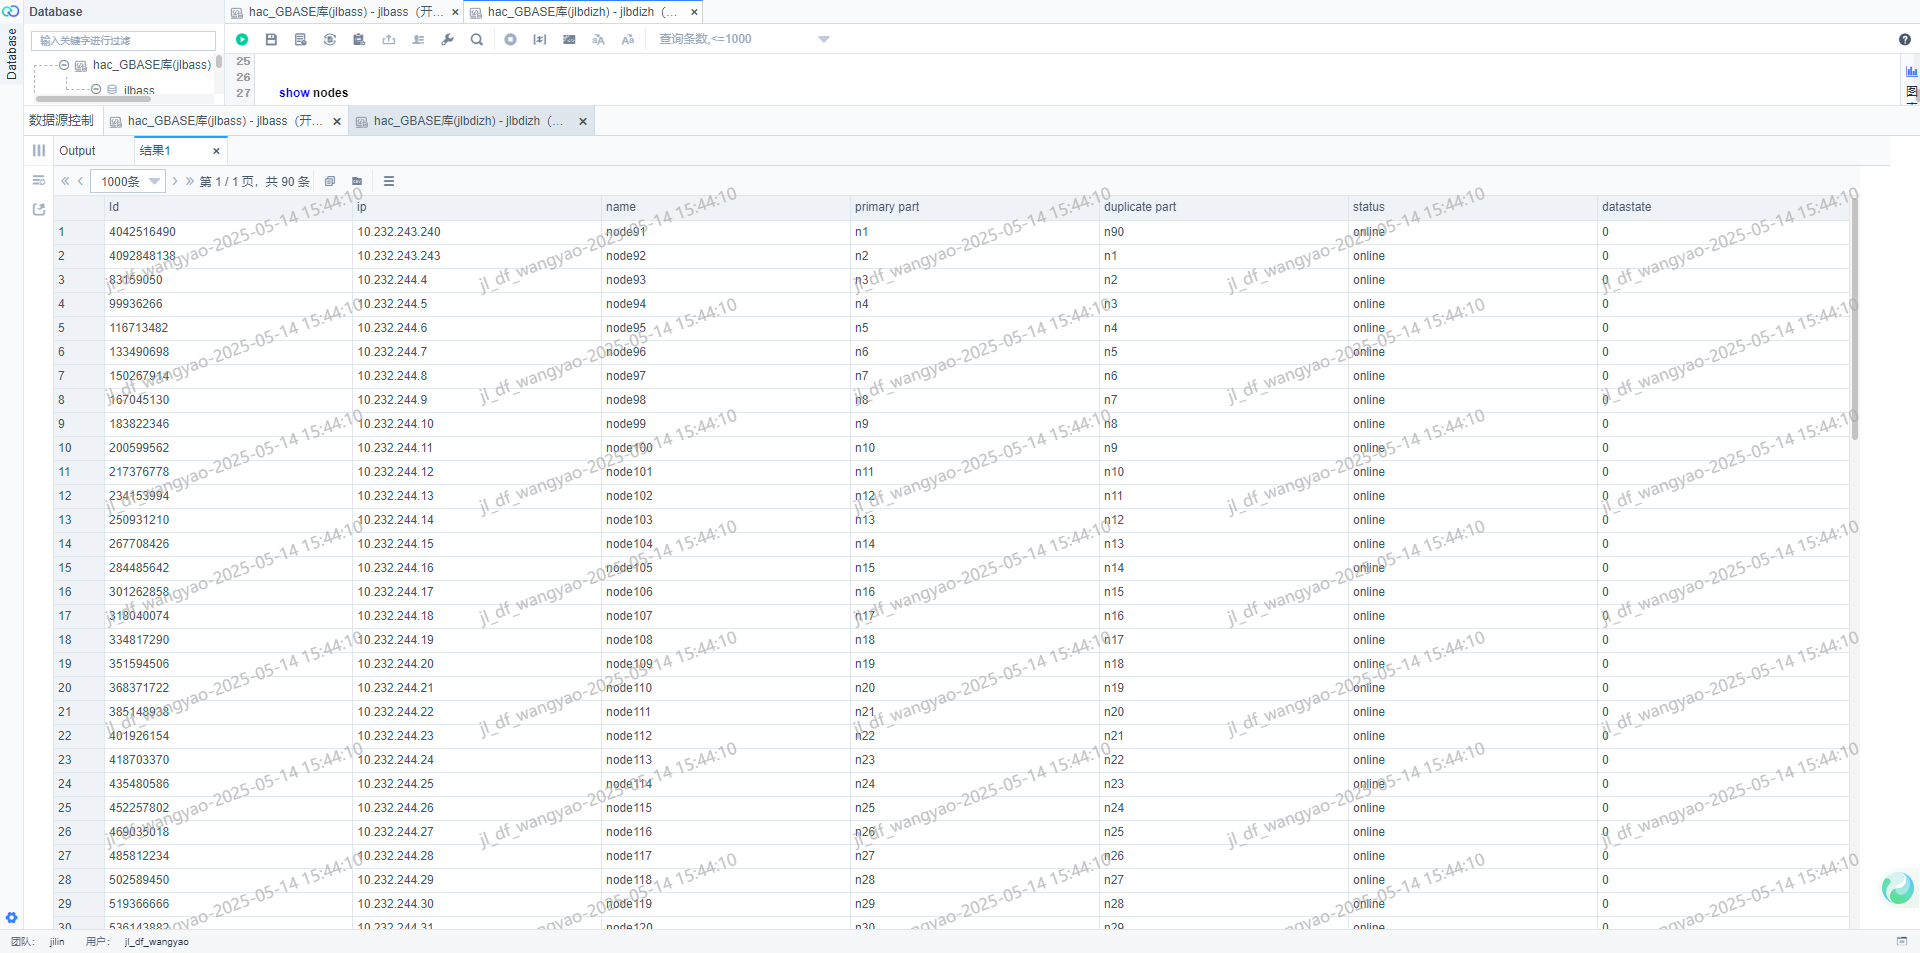 Database
Database
hac_GBASE库(jlbass) - jlbass（开...
hac_GBASE库(jlbdizh) - jlbdizh（...
输入关键字进行过滤
查询条数,<=1000
hac_GBASE库(jlbass)
jlbass
25
26
27 show nodes
图
数据源控制
hac_GBASE库(jlbass) - jlbass（开...
hac_GBASE库(jlbdizh) - jlbdizh（...
Output
结果1
1000条
第 1 / 1 页，共 90 条
Id ip name primary part duplicate part status datastate
1 4042516490 10.232.243.240 node91 n1 n90 online 0
2 4092848138 10.232.243.243 node92 n2 n1 online 0
3 83159050 10.232.244.4 node93 n3 n2 online 0
4 99936266 10.232.244.5 node94 n4 n3 online 0
5 116713482 10.232.244.6 node95 n5 n4 online 0
6 133490698 10.232.244.7 node96 n6 n5 online 0
7 150267914 10.232.244.8 node97 n7 n6 online 0
8 167045130 10.232.244.9 node98 n8 n7 online 0
9 183822346 10.232.244.10 node99 n9 n8 online 0
10 200599562 10.232.244.11 node100 n10 n9 online 0
11 217376778 10.232.244.12 node101 n11 n10 online 0
12 234153994 10.232.244.13 node102 n12 n11 online 0
13 250931210 10.232.244.14 node103 n13 n12 online 0
14 267708426 10.232.244.15 node104 n14 n13 online 0
15 284485642 10.232.244.16 node105 n15 n14 online 0
16 301262858 10.232.244.17 node106 n16 n15 online 0
17 318040074 10.232.244.18 node107 n17 n16 online 0
18 334817290 10.232.244.19 node108 n18 n17 online 0
19 351594506 10.232.244.20 node109 n19 n18 online 0
20 368371722 10.232.244.21 node110 n20 n19 online 0
21 385148938 10.232.244.22 node111 n21 n20 online 0
22 401926154 10.232.244.23 node112 n22 n21 online 0
23 418703370 10.232.244.24 node113 n23 n22 online 0
24 435480586 10.232.244.25 node114 n24 n23 online 0
25 452257802 10.232.244.26 node115 n25 n24 online 0
26 469035018 10.232.244.27 node116 n26 n25 online 0
27 485812234 10.232.244.28 node117 n27 n26 online 0
28 502589450 10.232.244.29 node118 n28 n27 online 0
29 519366666 10.232.244.30 node119 n29 n28 online 0
30 536143882 10.232.244.31 node120 n30 n29 online 0
jl_df_wangyao-2025-05-14 15:44:10
团队： jilin 用户： jl_df_wangyao